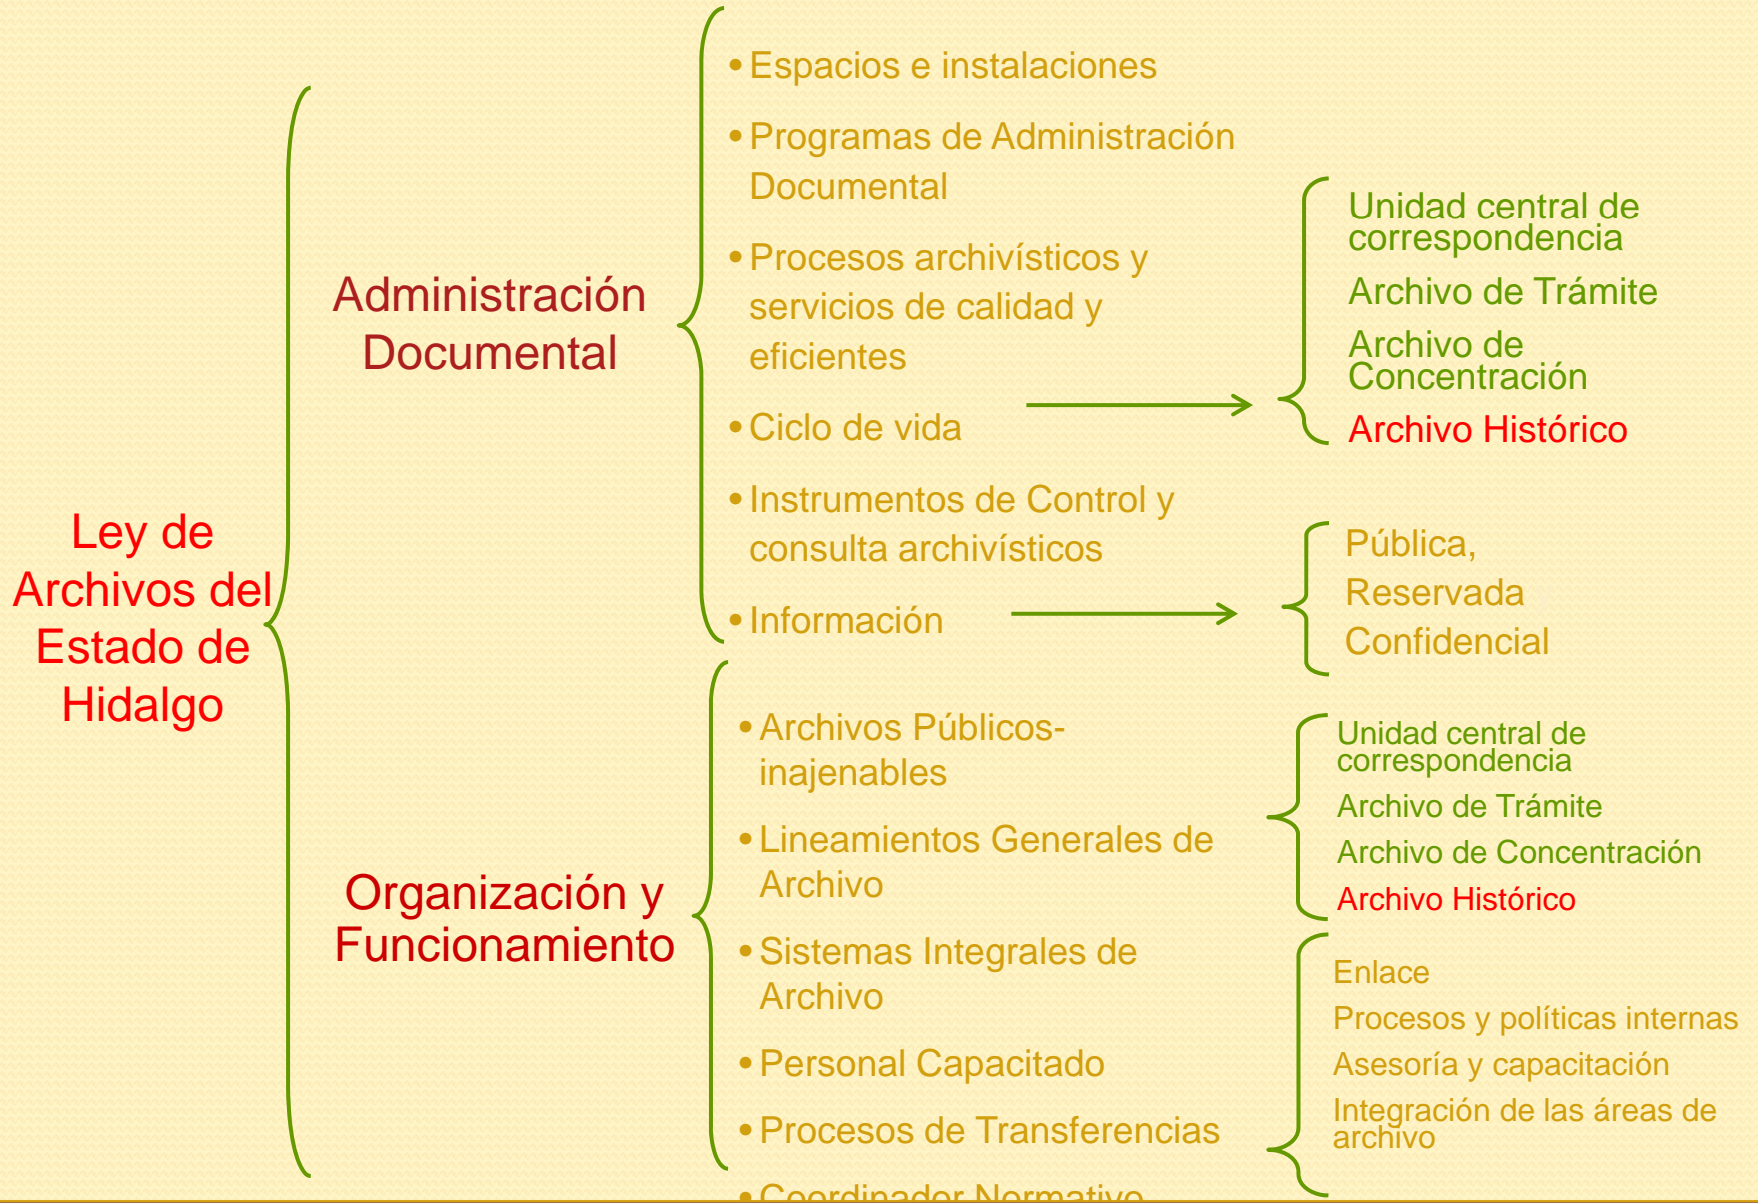 Ley de
Archivos del
Estado de
Hidalgo
Administración
Documental
• Espacios e instalaciones
• Programas de Administración
Documental
• Procesos archivísticos y
servicios de calidad y
eficientes
• Ciclo de vida
• Instrumentos de Control y
consulta archivísticos
• Información
Unidad central de
correspondencia
Archivo de Trámite
Archivo de
Concentración
Archivo Histórico
Pública,
Reservada
Confidencial
Organización y
Funcionamiento
• Archivos Públicos-
inajenables
• Lineamientos Generales de
Archivo
• Sistemas Integrales de
Archivo
• Personal Capacitado
• Procesos de Transferencias
• Coordinador Normativo
Unidad central de
correspondencia
Archivo de Trámite
Archivo de Concentración
Archivo Histórico
Enlace
Procesos y políticas internas
Asesoría y capacitación
Integración de las áreas de
archivo